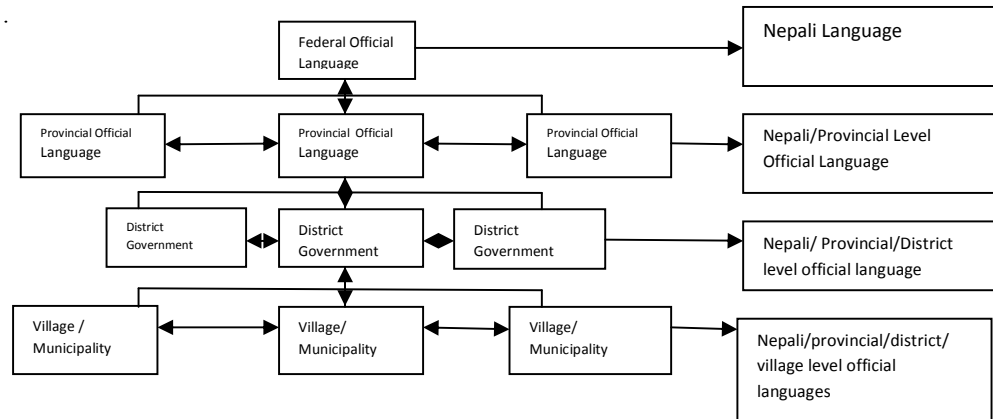 .
Federal Official
Language
Nepali Language
Provincial Official
Language
Provincial Official
Language
Provincial Official
Language
Nepali/Provincial Level
Official Language
District
Government
District
Government
District
Government
Nepali/ Provincial/District
level official language
Village /
Municipality
Village/
Municipality
Village/
Municipality
Nepali/provincial/district/
village level official
languages